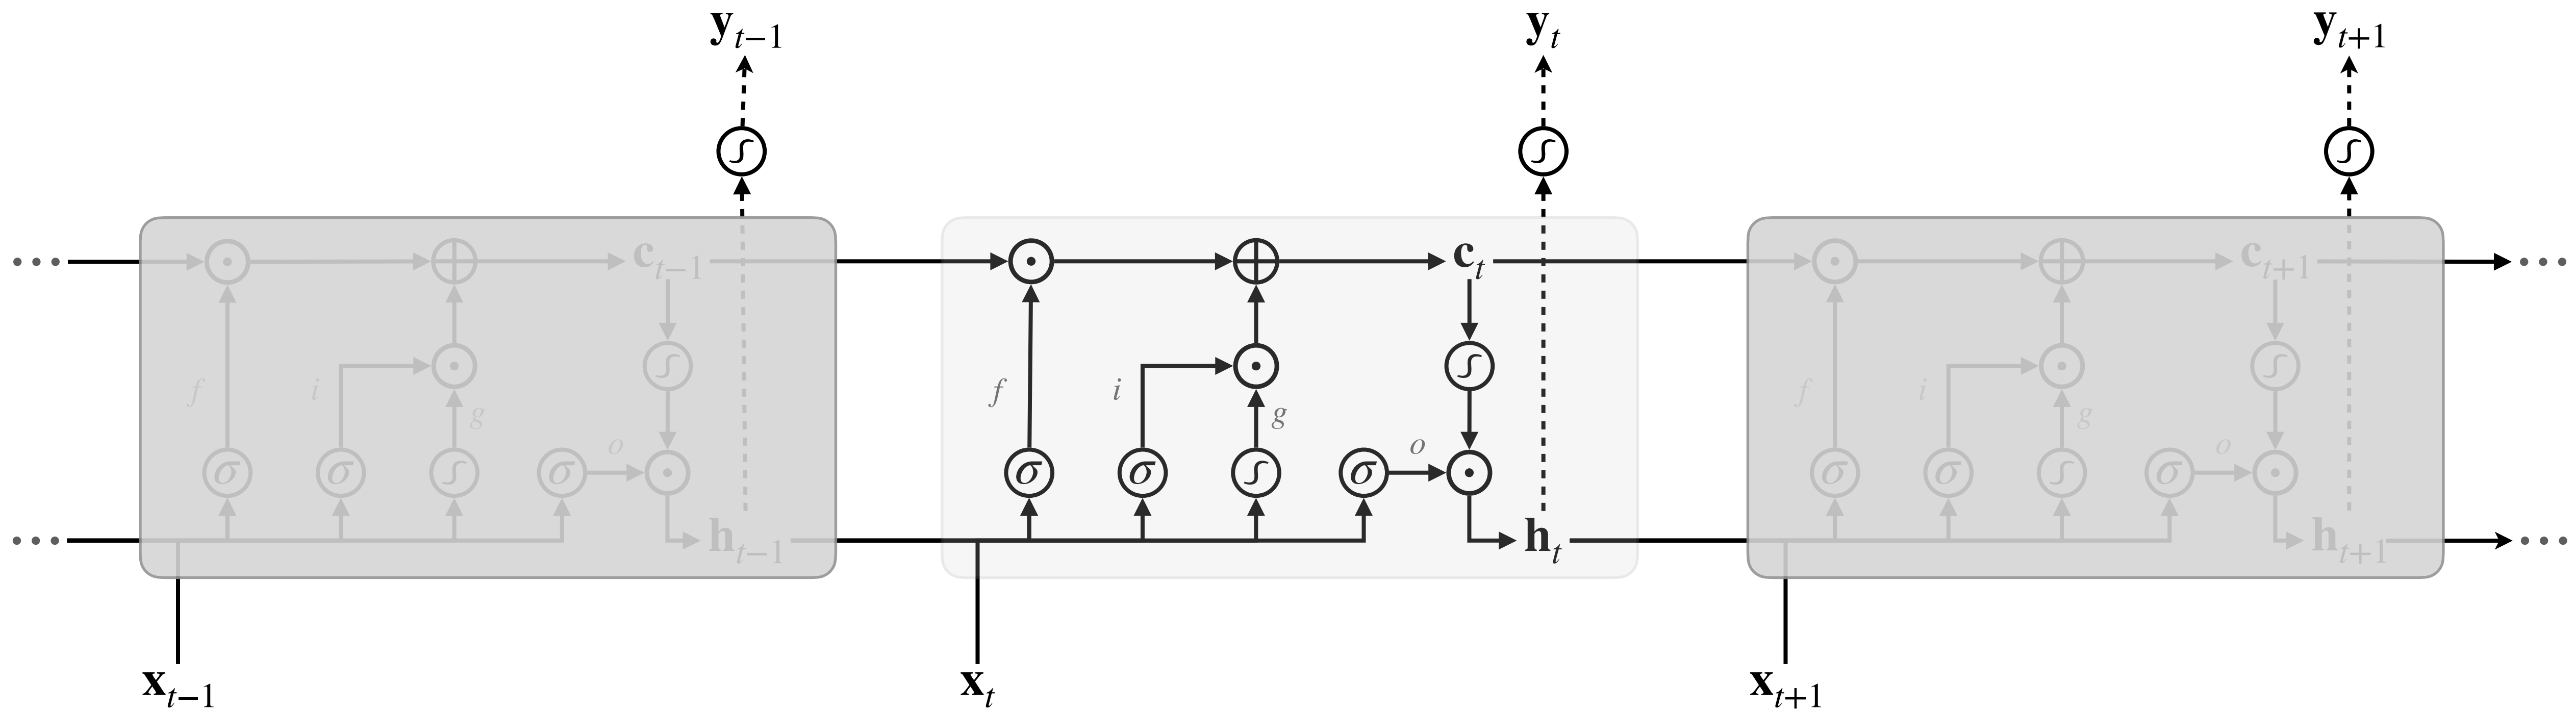 y_{t−1} y_t y_{t+1}
∫ ∫ ∫
··· c_{t−1} c_t c_{t+1} ···
∫ ∫ ∫
f i g f i g f i g
o o o
σ σ ∫ σ σ σ ∫ σ σ σ ∫ σ
··· h_{t−1} h_t h_{t+1} ···
x_{t−1} x_t x_{t+1}